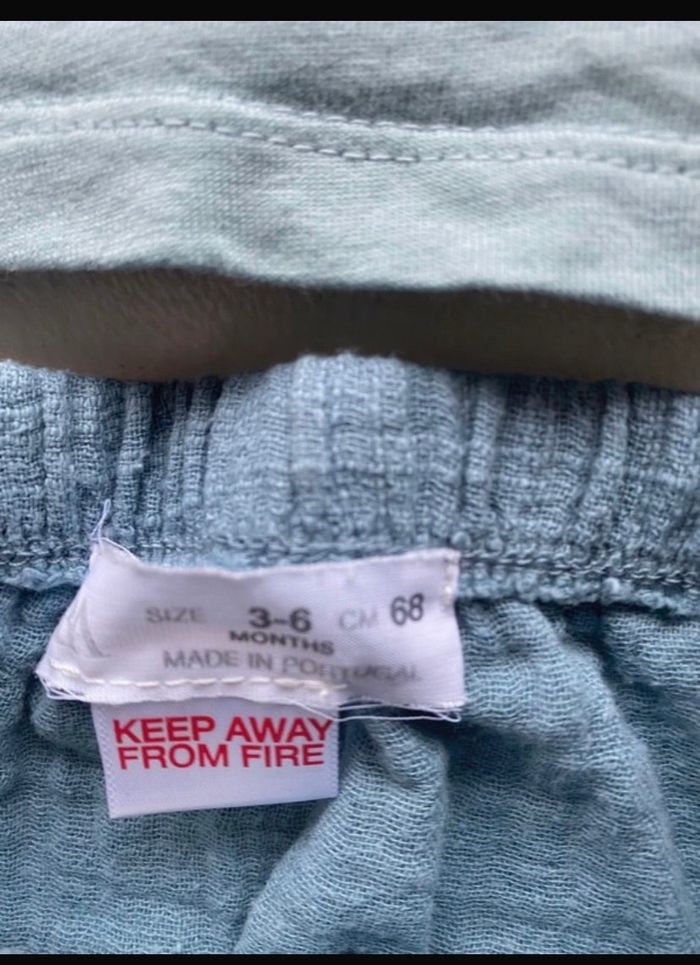 SIZE 3-6 CM 68
MONTHS
MADE IN PORTUGAL
KEEP AWAY
FROM FIRE